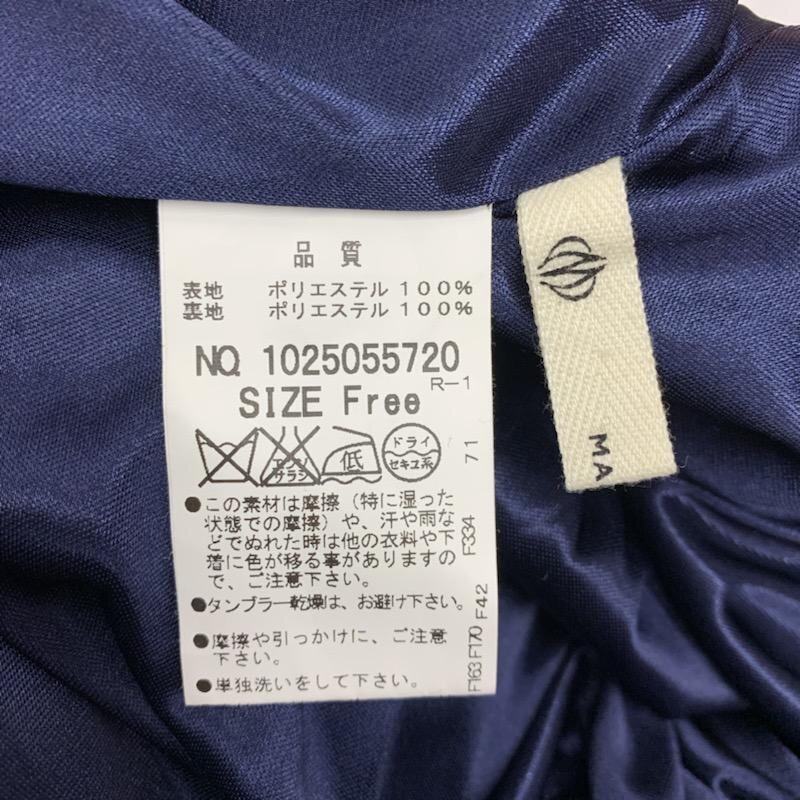 品質
表地 ポリエステル 100%
裏地 ポリエステル 100%
NO. 1025055720
R-1
SIZE Free
エンソ
サラシ
低
ドライ
セキユ系
71
●この素材は摩擦（特に湿った
状態での摩擦）や、汗や雨な
どでぬれた時は他の衣料や下
着に色が移る事があります
ので、ご注意下さい。
●タンブラー乾燥は、お避け下さい。
●摩擦や引っかけに、ご注意
下さい。
●単独洗いをして下さい。
F334
F42
F163 F170
MA